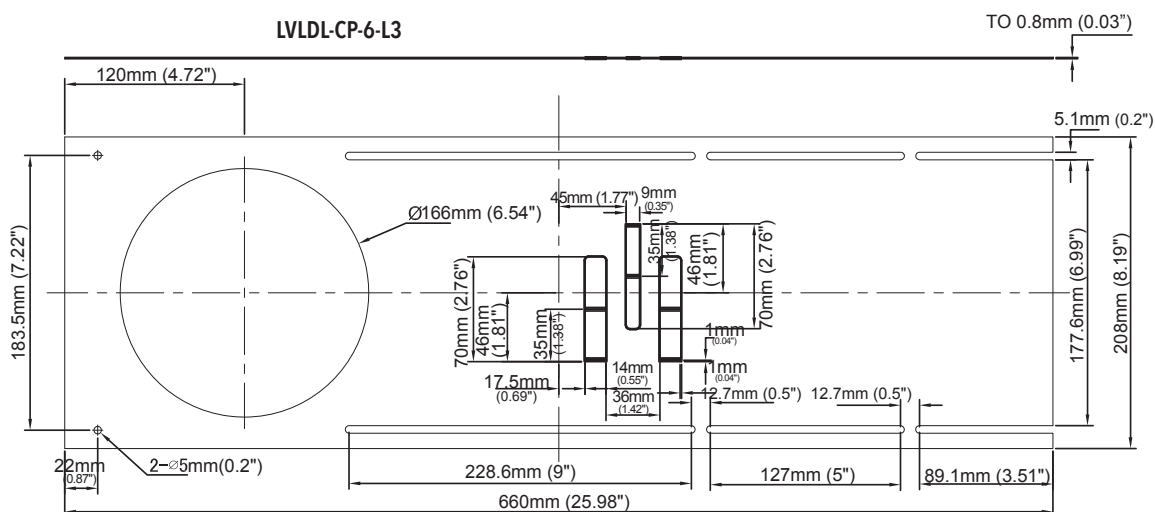 LVLDL-CP-6-L3
TO 0.8mm (0.03")
120mm (4.72")
5.1mm (0.2")
45mm (1.77")
9mm
(0.35")
Ø166mm (6.54")
35mm
(1.38")
46mm
(1.81")
70mm (2.76")
183.5mm (7.22")
70mm (2.76")
46mm
(1.81")
35mm
(1.38")
177.6mm (6.99")
208mm (8.19")
1mm
(0.04")
1mm
(0.04")
17.5mm
(0.69")
14mm
(0.55")
36mm
(1.42")
12.7mm (0.5")
12.7mm (0.5")
22mm
(0.87")
2-⌀5mm(0.2")
228.6mm (9")
127mm (5")
89.1mm (3.51")
660mm (25.98")